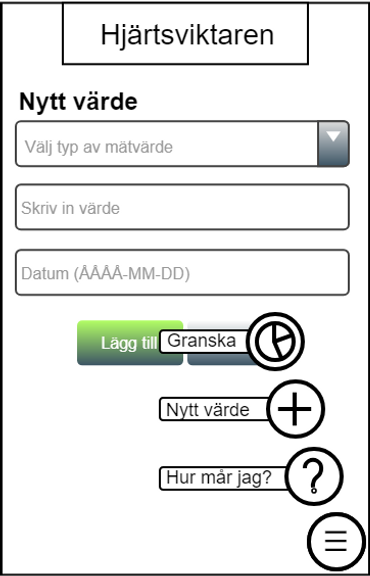 Hjärtsviktaren
Nytt värde
Välj typ av mätvärde
Skriv in värde
Datum (ÅÅÅÅ-MM-DD)
Lägg till
Granska
Nytt värde
Hur mår jag?